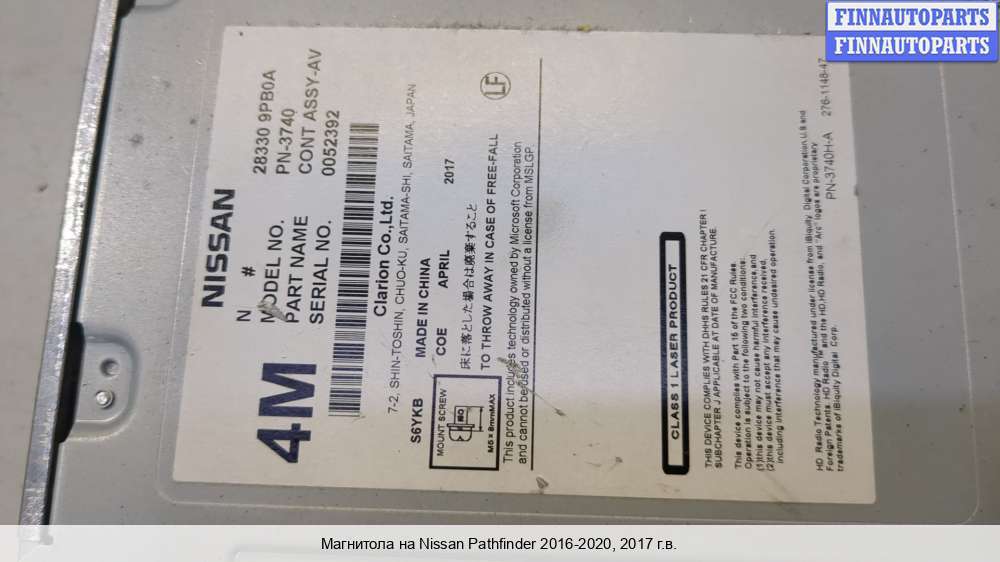 FINNAUTOPARTS
FINNAUTOPARTS
NISSAN
N # 28330 9PB0A
MODEL NO. PN-3740
PART NAME CONT ASSY-AV
SERIAL NO. 0052392
4M
Clarion Co.,Ltd.
7-2, SHIN-TOSHIN, CHUO-KU, SAITAMA-SHI, SAITAMA, JAPAN
S6YKB MADE IN CHINA
COE APRIL 2017
LF
床に落とした場合は廃棄すること
TO THROW AWAY IN CASE OF FREE-FALL
MOUNT SCREW
M5 x 8mmMAX
This product includes technology owned by Microsoft Corporation
and cannot be used or distributed without a license from MSLGP.
CLASS 1 LASER PRODUCT
THIS DEVICE COMPLIES WITH DHHS RULES 21 CFR CHAPTER I
SUBCHAPTER J APPLICABLE AT DATE OF MANUFACTURE.
This device complies with Part 15 of the FCC Rules.
Operation is subject to the following two conditions:
(1)this device may not cause harmful interference,and
(2)this device must accept any interference received,
including interference that may cause undesired operation.
HD Radio Technology manufactured under license from iBiquity Digital Corporation U.S and
Foreign Patents. HD Radio™ and the HD,HD Radio, and "Arc" logos are proprietary
trademarks of iBiquity Digital Corp.
PN-3740H-A 276-1148-47
Магнитола на Nissan Pathfinder 2016-2020, 2017 г.в.